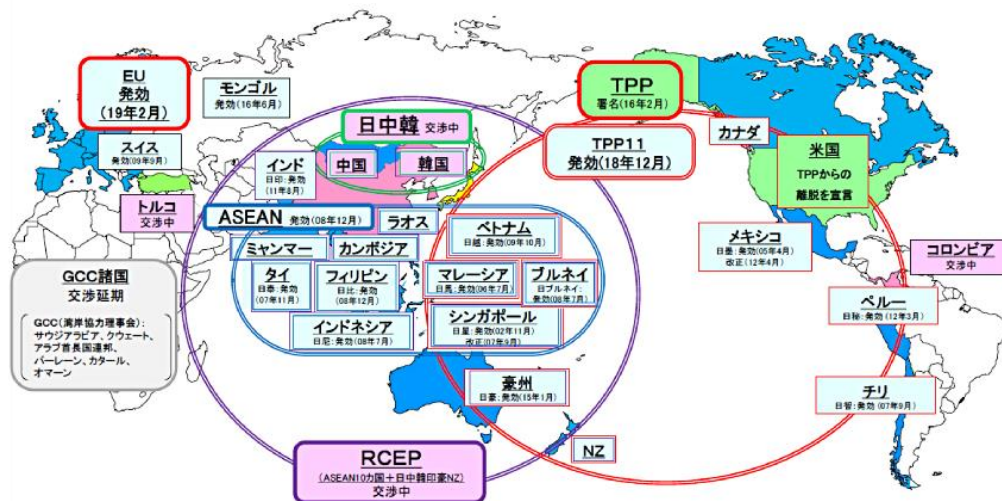 EU
発効
(19年2月)
モンゴル
発効(16年6月)
スイス
発効(09年9月)
トルコ
交渉中
GCC諸国
交渉延期
GCC(湾岸協力理事会):
サウジアラビア、クウェート、
アラブ首長国連邦、
バーレーン、カタール、
オマーン
日中韓 交渉中
中国
韓国
インド
日印:発効
(11年8月)
ASEAN 発効(08年12月)
ラオス
ミャンマー
カンボジア
タイ
日泰:発効
(07年11月)
フィリピン
日比:発効
(08年12月)
インドネシア
日尼:発効(08年7月)
ベトナム
日越:発効(09年10月)
マレーシア
日馬:発効(06年7月)
ブルネイ
日ブルネイ:
発効(08年7月)
シンガポール
日星:発効(02年11月)
改正(07年9月)
豪州
日豪:発効(15年1月)
NZ
RCEP
(ASEAN10カ国+日中韓印豪NZ)
交渉中
TPP
署名(16年2月)
TPP11
発効(18年12月)
カナダ
米国
TPPからの
離脱を宣言
メキシコ
日墨:発効(05年4月)
改正(12年4月)
コロンビア
交渉中
ペルー
日秘:発効(12年3月)
チリ
日智:発効(07年9月)